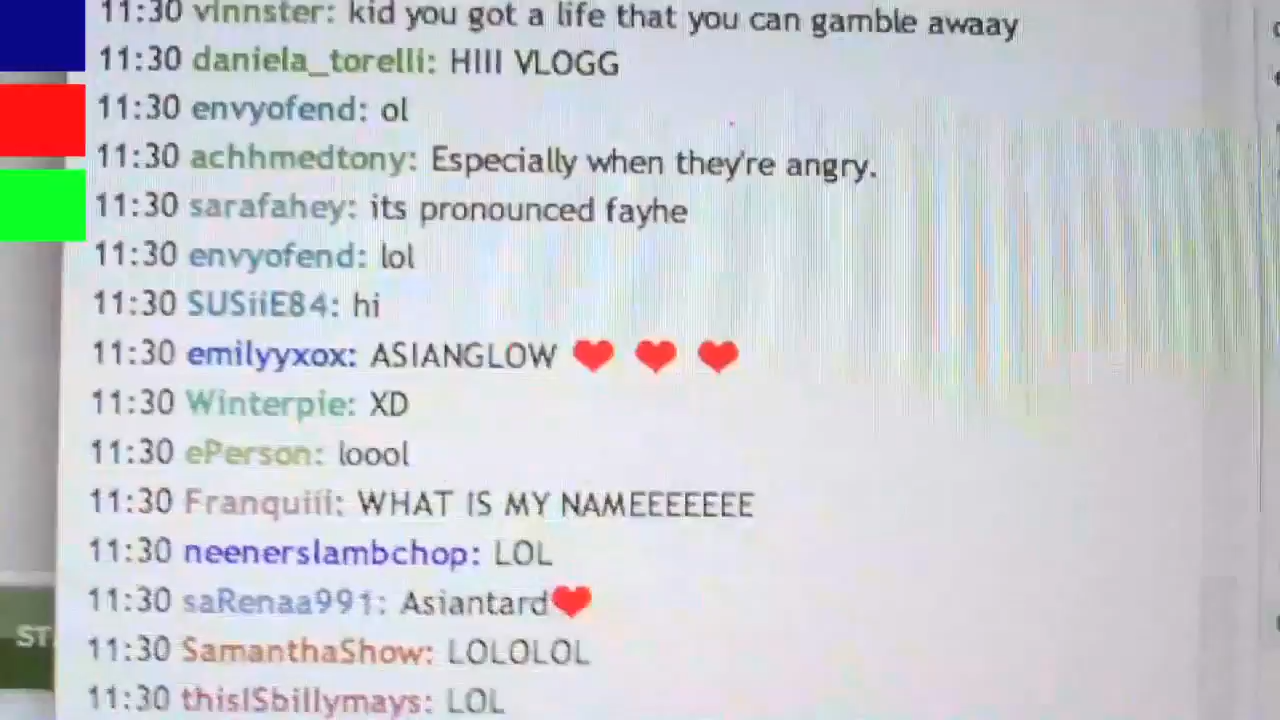 11:30 vinnster: kid you got a life that you can gamble awaay
11:30 daniela_torelli: HIII VLOGG
11:30 envyofend: ol
11:30 achhmedtony: Especially when they're angry.
11:30 sarafahey: its pronounced fayhe
11:30 envyofend: lol
11:30 SUSiiE84: hi
11:30 emilyyxox: ASIANGLOW ❤ ❤ ❤
11:30 Winterpie: XD
11:30 ePerson: loool
11:30 Franquiii: WHAT IS MY NAMEEEEEEE
11:30 neenerslambchop: LOL
11:30 saRenaa991: Asiantard❤
ST
11:30 SamanthaShow: LOLOLOL
11:30 thisISbillymays: LOL